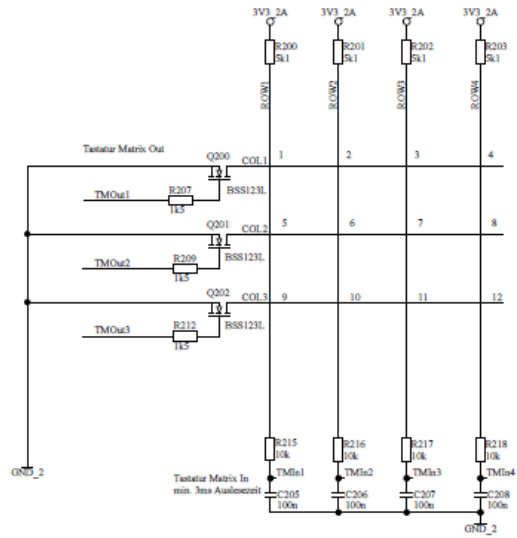 3V3_2A 3V3_2A 3V3_2A 3V3_2A
R200 R201 R202 R203
5k1 5k1 5k1 5k1
ROW1 ROW2 ROW3 ROW4
Tastatur Matrix Out
Q200 COL1 1 2 3 4
R207 BSS123L
TMOut1
1k5
Q201 COL2 5 6 7 8
R209 BSS123L
TMOut2
1k5
Q202 COL3 9 10 11 12
R212 BSS123L
TMOut3
1k5
R215 R216 R217 R218
10k 10k 10k 10k
GND_2
Tastatur Matrix In
min. 3ms Auslesezeit
TMIn1 TMIn2 TMIn3 TMIn4
C205 C206 C207 C208
100n 100n 100n 100n
GND_2